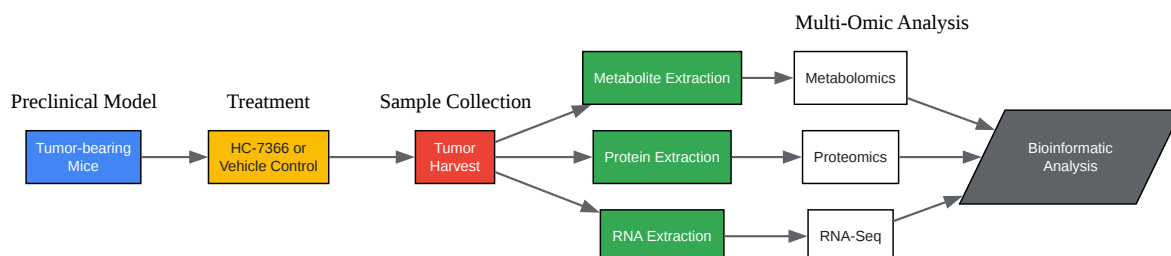 Multi-Omic Analysis
Metabolite Extraction
Metabolomics
Preclinical Model
Treatment
Sample Collection
Tumor-bearing
Mice
HC-7366 or
Vehicle Control
Tumor
Harvest
Protein Extraction
Proteomics
Bioinformatic
Analysis
RNA Extraction
RNA-Seq